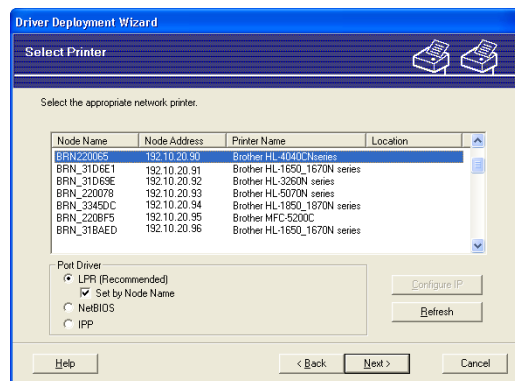 Driver Deployment Wizard
Select Printer
Select the appropriate network printer.
Node Name Node Address Printer Name Location
BRN220065 192.10.20.90 Brother HL-4040CNseries
BRN_31D6E1 192.10.20.91 Brother HL-1650_1670N series
BRN_31D69E 192.10.20.92 Brother HL-3260N series
BRN_220078 192.10.20.93 Brother HL-5070N series
BRN_3345DC 192.10.20.94 Brother HL-1850_1870N series
BRN_220BF5 192.10.20.95 Brother MFC-5200C
BRN_31BAED 192.10.20.96 Brother HL-1650_1670N series
Port Driver
LPR (Recommended)
Set by Node Name
NetBIOS
IPP
Configure IP
Refresh
Help
< Back
Next >
Cancel